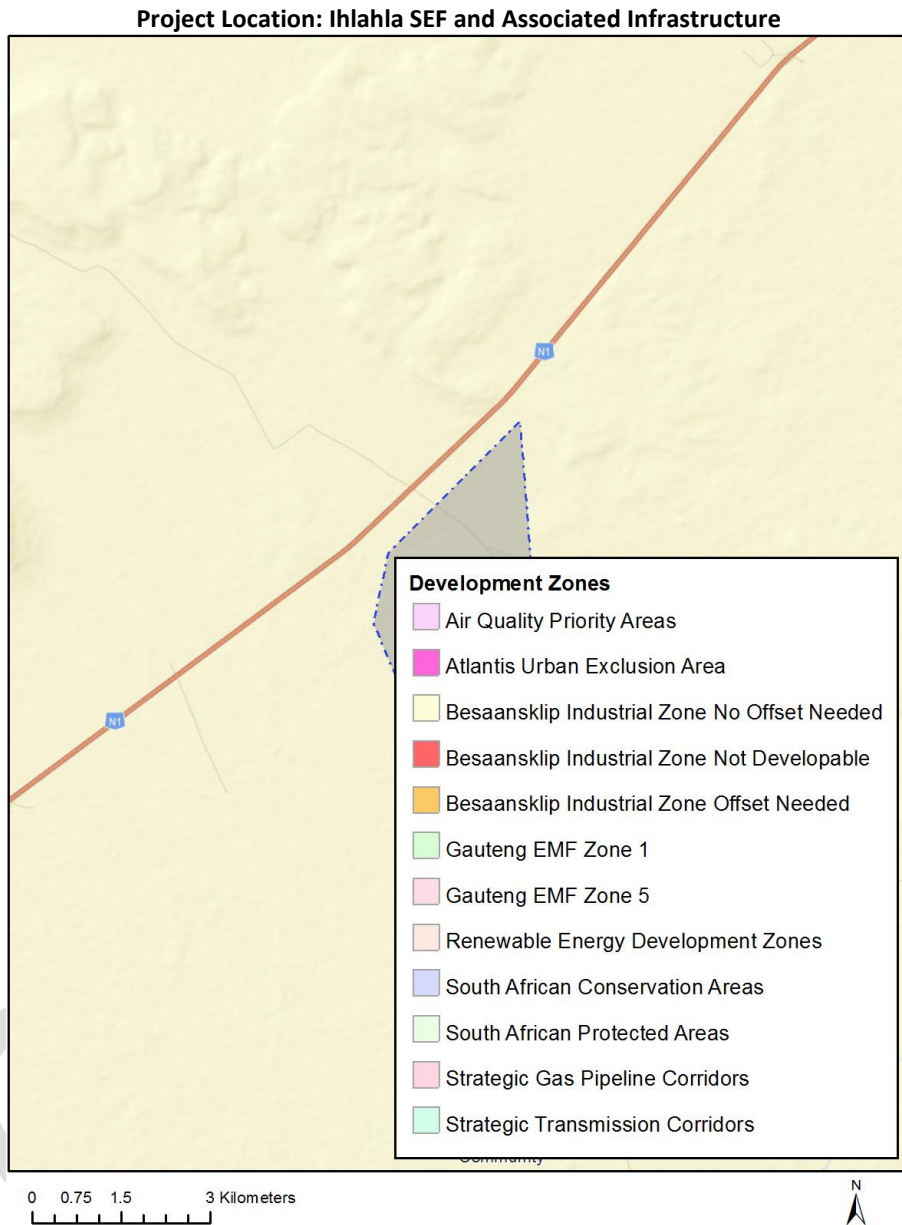 Project Location: Ihlahla SEF and Associated Infrastructure
N1
N1
Development Zones
Air Quality Priority Areas
Atlantis Urban Exclusion Area
Besaansklip Industrial Zone No Offset Needed
Besaansklip Industrial Zone Not Developable
Besaansklip Industrial Zone Offset Needed
Gauteng EMF Zone 1
Gauteng EMF Zone 5
Renewable Energy Development Zones
South African Conservation Areas
South African Protected Areas
Strategic Gas Pipeline Corridors
Strategic Transmission Corridors
Community
0 0.75 1.5 3 Kilometers
N